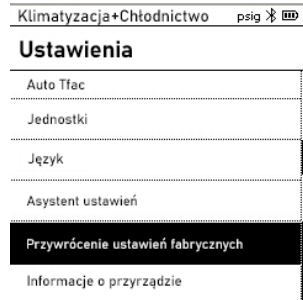 Klimatyzacja+Chłodnictwo psig
Ustawienia
Auto Tfac
Jednostki
Język
Asystent ustawień
Przywrócenie ustawień fabrycznych
Informacje o przyrządzie